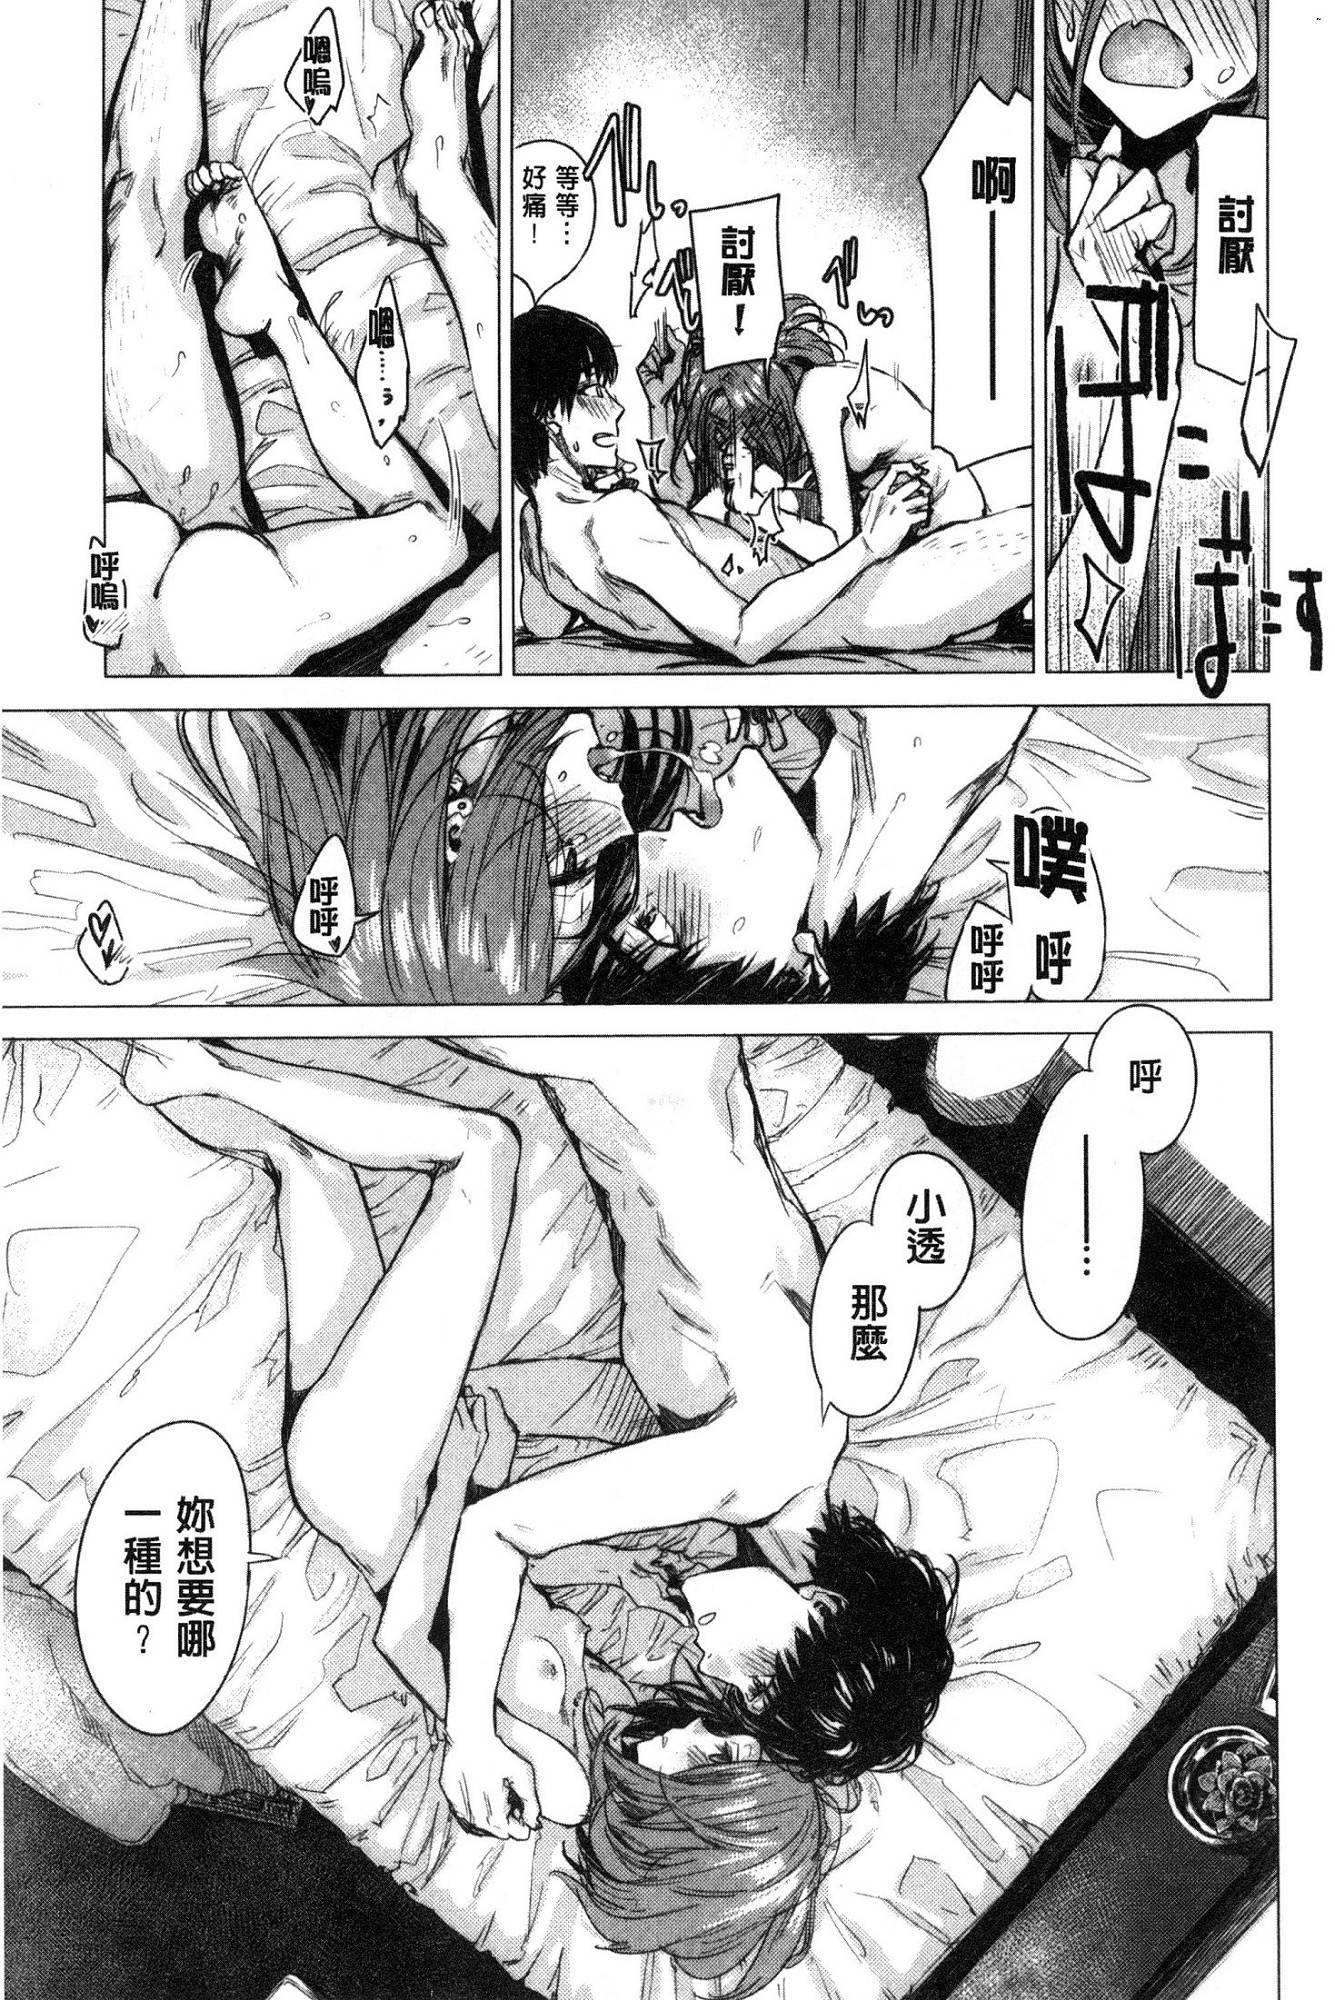 討厭
啊——
討厭！
等等…
好痛！
嗯嗚♥
嗯……ぅ
呼嗚♥
噗
呼
呼呼
呼呼♥
呼——…
小透
那麼
妳想要哪
一種的？